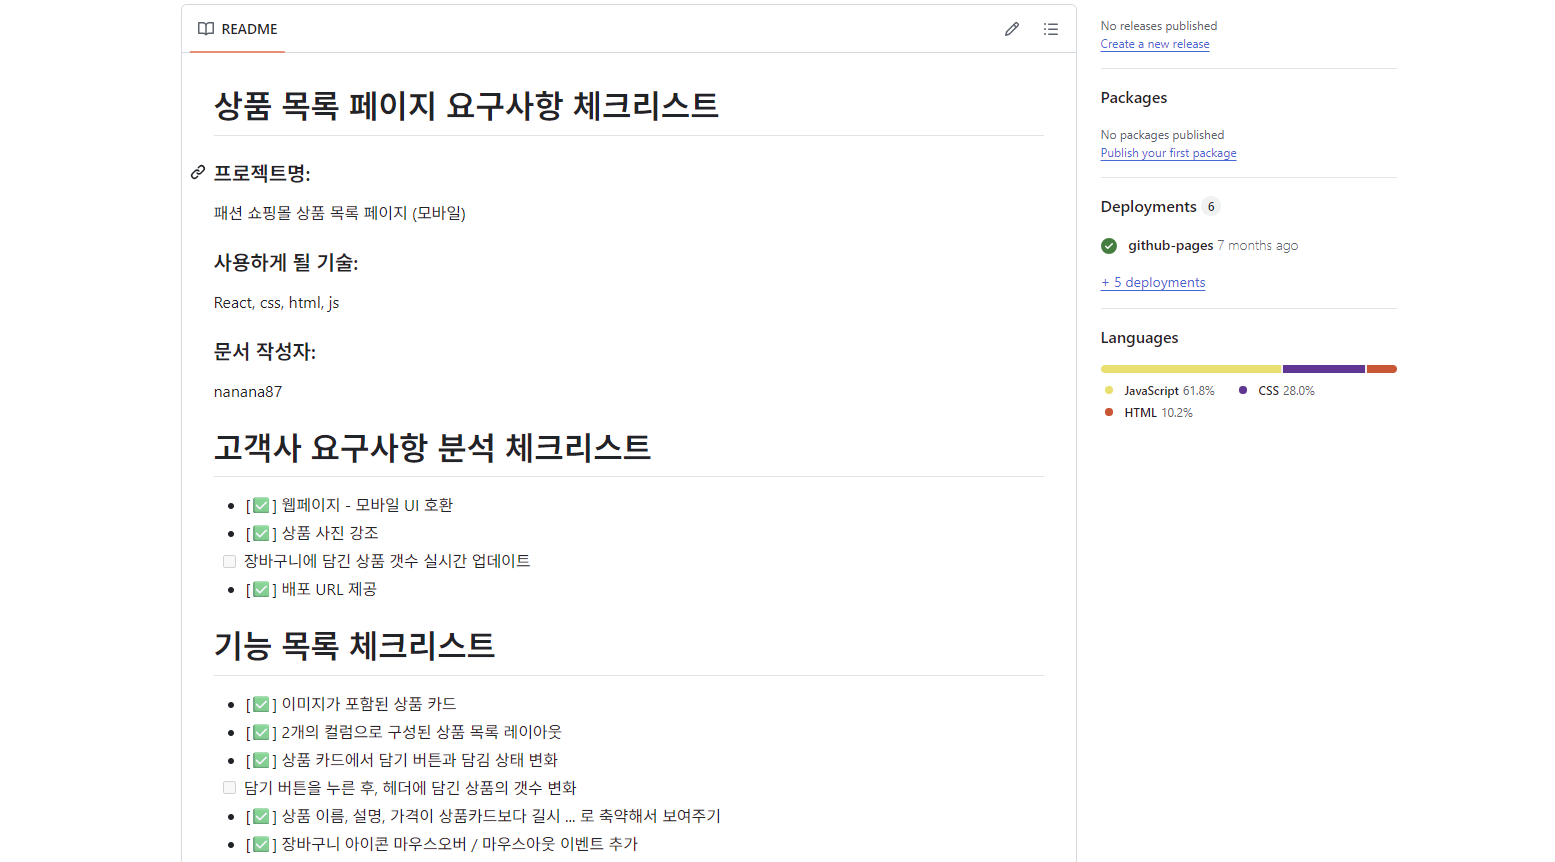 README
상품 목록 페이지 요구사항 체크리스트
프로젝트명:
패션 쇼핑몰 상품 목록 페이지 (모바일)
사용하게 될 기술:
React, css, html, js
문서 작성자:
nanana87
고객사 요구사항 분석 체크리스트
[✅] 웹페이지 - 모바일 UI 호환
[✅] 상품 사진 강조
장바구니에 담긴 상품 갯수 실시간 업데이트
[✅] 배포 URL 제공
기능 목록 체크리스트
[✅] 이미지가 포함된 상품 카드
[✅] 2개의 컬럼으로 구성된 상품 목록 레이아웃
[✅] 상품 카드에서 담기 버튼과 담김 상태 변화
담기 버튼을 누른 후, 헤더에 담긴 상품의 갯수 변화
[✅] 상품 이름, 설명, 가격이 상품카드보다 길시 ... 로 축약해서 보여주기
[✅] 장바구니 아이콘 마우스오버 / 마우스아웃 이벤트 추가
No releases published
Create a new release
Packages
No packages published
Publish your first package
Deployments 6
github-pages 7 months ago
+ 5 deployments
Languages
JavaScript 61.8% CSS 28.0%
HTML 10.2%